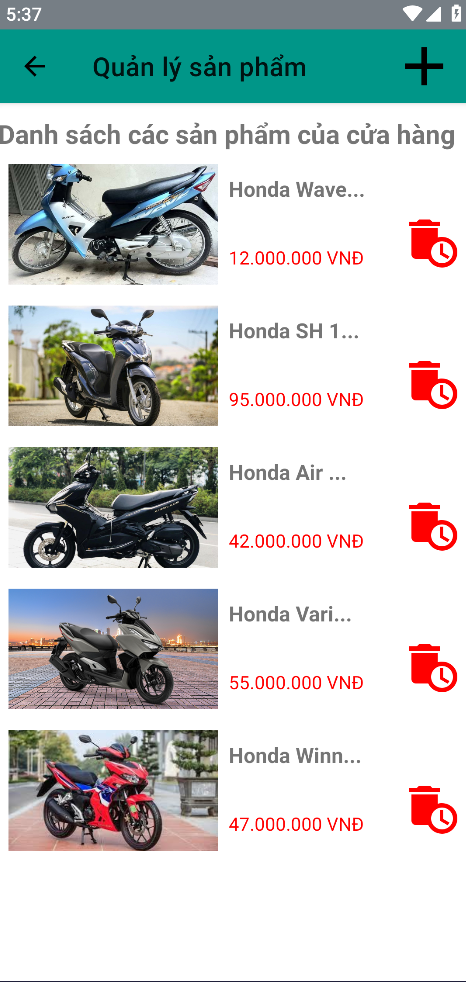 5:37
Quản lý sản phẩm
Danh sách các sản phẩm của cửa hàng
Honda Wave...
12.000.000 VNĐ
Honda SH 1...
95.000.000 VNĐ
Honda Air ...
42.000.000 VNĐ
Honda Vari...
55.000.000 VNĐ
Honda Winn...
47.000.000 VNĐ